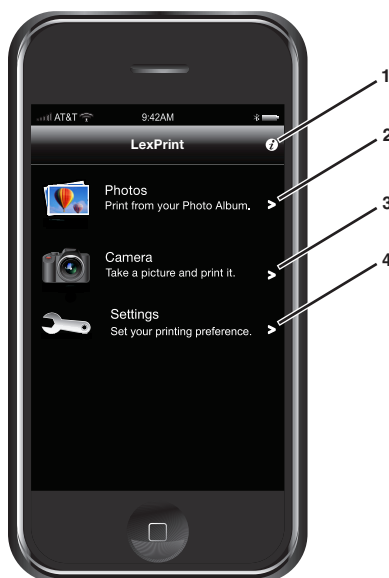 AT&T 9:42AM
LexPrint
1
Photos
Print from your Photo Album.
2
Camera
Take a picture and print it.
3
Settings
Set your printing preference.
4